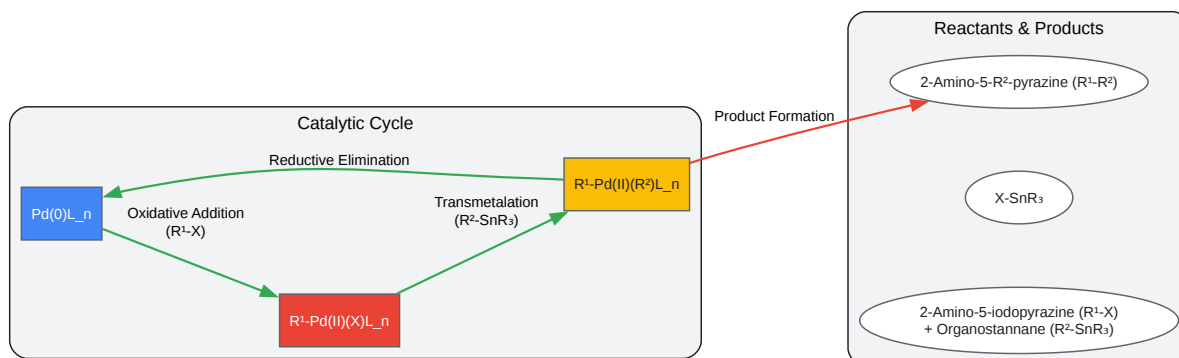 Catalytic Cycle
Reductive Elimination
Pd(0)L_n
Oxidative Addition
(R¹-X)
R¹-Pd(II)(X)L_n
Transmetalation
(R²-SnR₃)
R¹-Pd(II)(R²)L_n
Product Formation
Reactants & Products
2-Amino-5-R²-pyrazine (R¹-R²)
X-SnR₃
2-Amino-5-iodopyrazine (R¹-X)
+ Organostannane (R²-SnR₃)